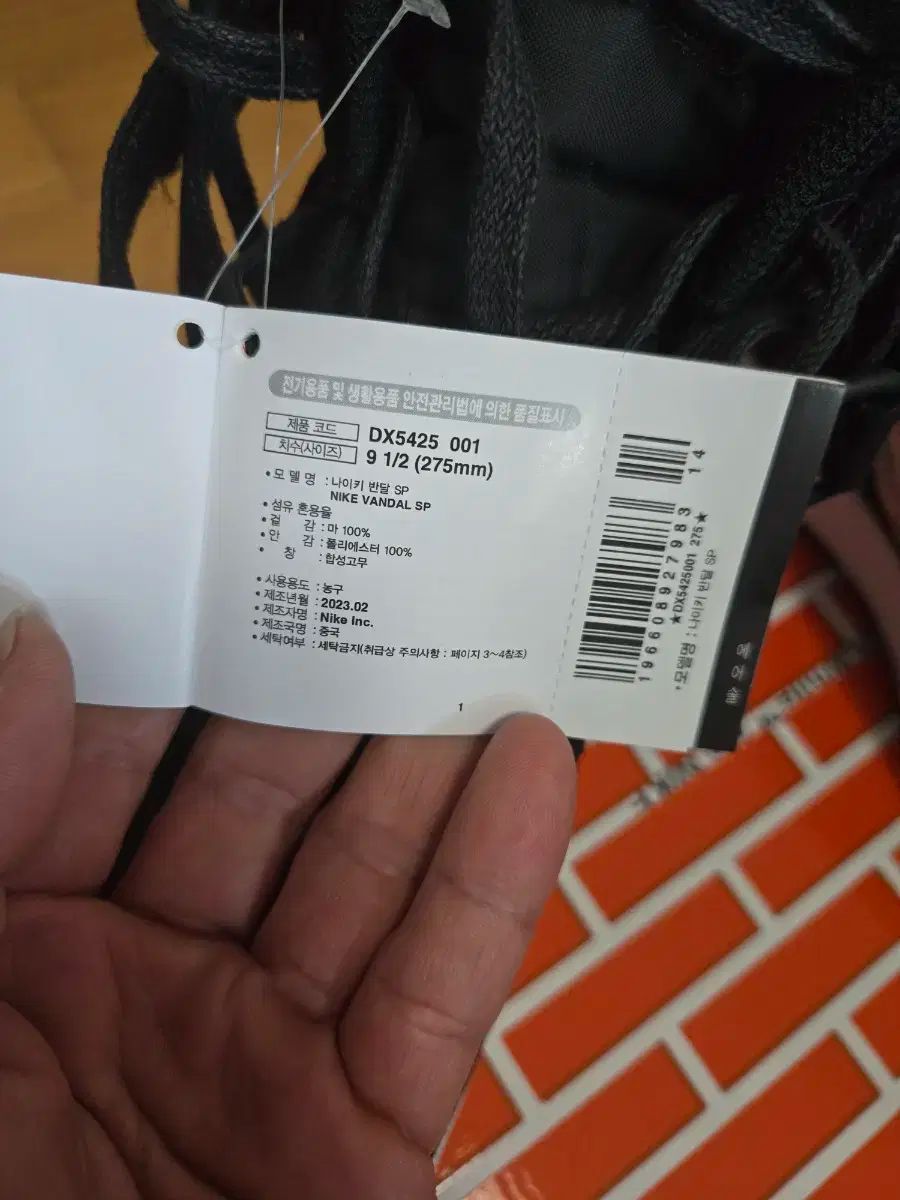 전기용품 및 생활용품 안전관리법에 의한 품질표시
제품 코드 DX5425 001
치수(사이즈) 9 1/2 (275mm)
•모 델 명 : 나이키 반달 SP
NIKE VANDAL SP
•섬유 혼용율
•겉 감 : 마 100%
•안 감 : 폴리에스터 100%
• 창 : 합성고무
•사용용도 : 농구
•제조년월 : 2023.02
•제조자명 : Nike Inc.
•제조국명 : 중국
•세탁여부 : 세탁금지(취급상 주의사항 : 페이지 3~4참조)
1
14
196608927983
★DX5425001 275★
*모델명 : 나이키 반달 SP